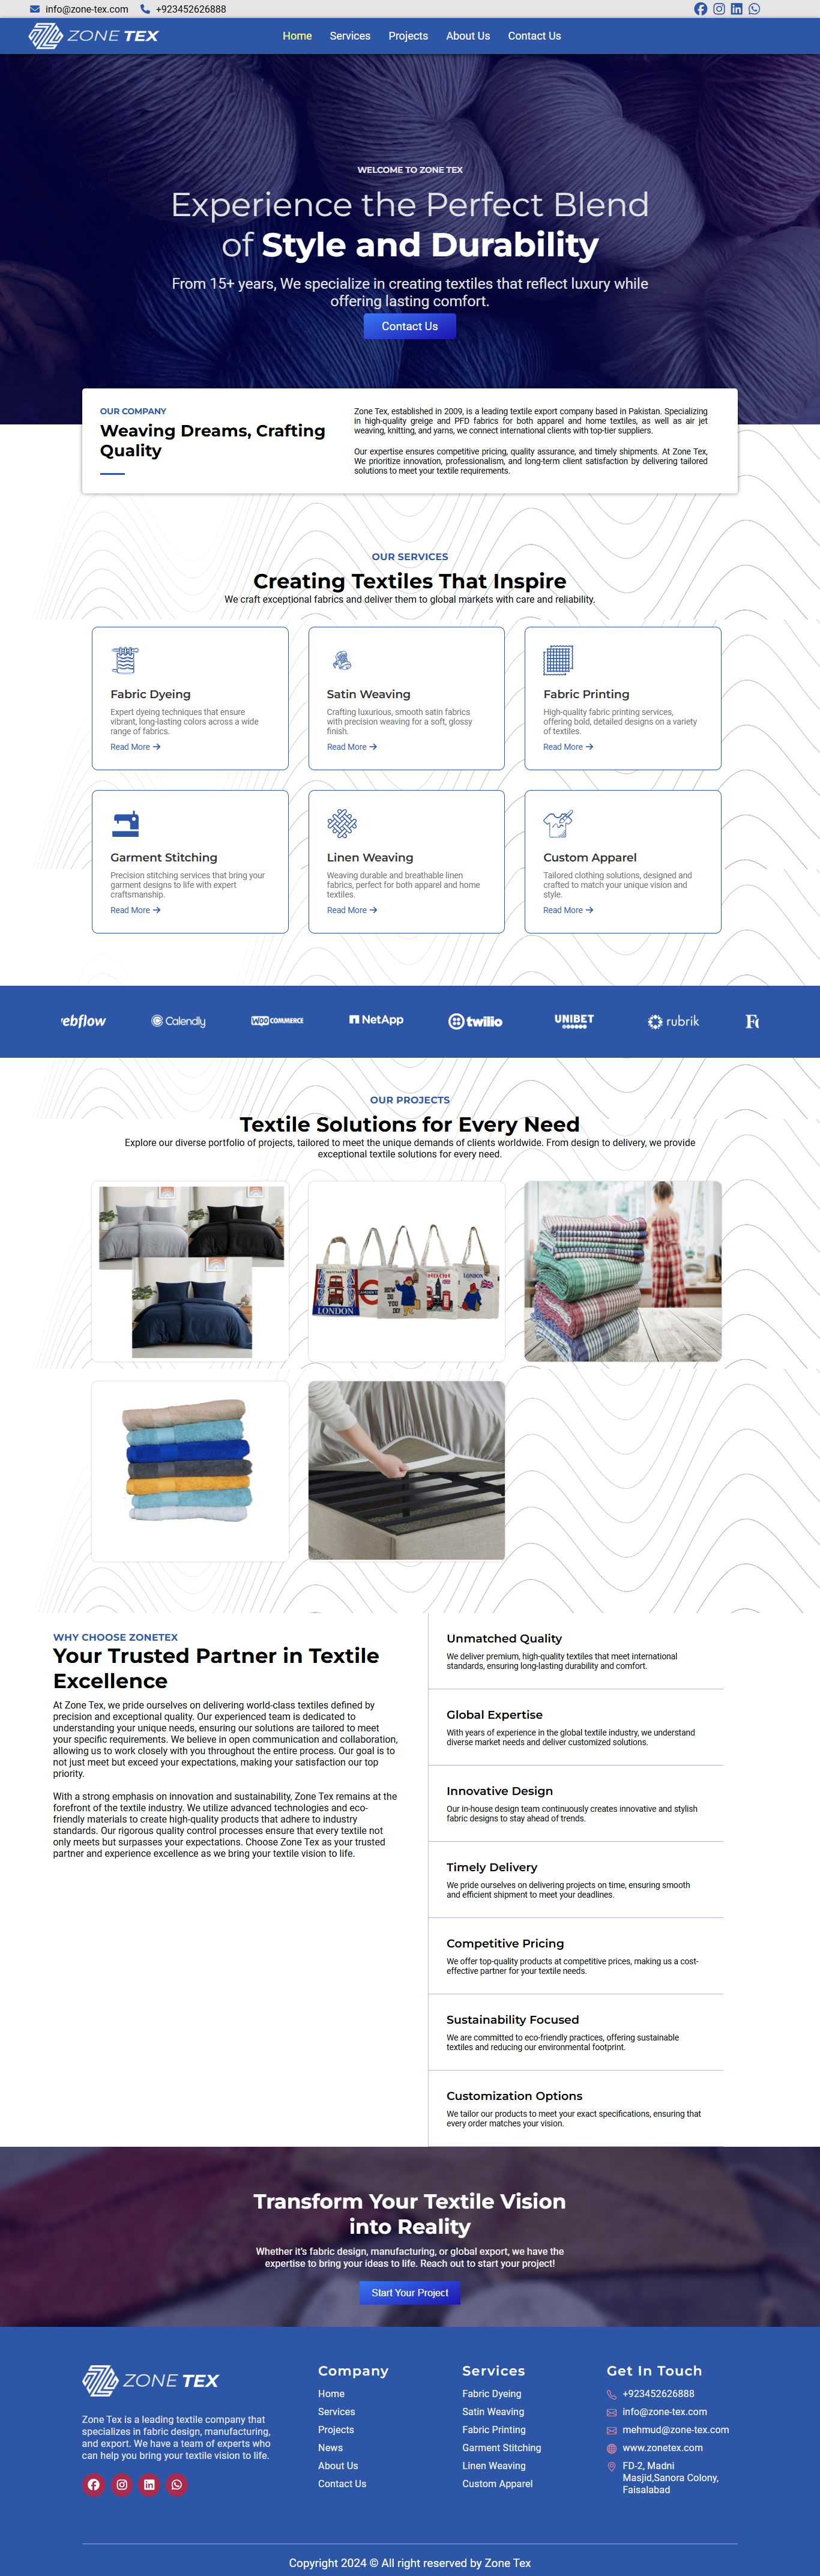 info@zone-tex.com +923452626888
ZONE TEX
Home Services Projects About Us Contact Us
WELCOME TO ZONE TEX
Experience the Perfect Blend
of Style and Durability
From 15+ years, We specialize in creating textiles that reflect luxury while
offering lasting comfort.
Contact Us
OUR COMPANY
Weaving Dreams, Crafting
Quality
Zone Tex, established in 2009, is a leading textile export company based in Pakistan. Specializing
in high-quality greige and PFD fabrics for both apparel and home textiles, as well as air jet
weaving, knitting, and yarns, we connect international clients with top-tier suppliers.
Our expertise ensures competitive pricing, quality assurance, and timely shipments. At Zone Tex,
We prioritize innovation, professionalism, and long-term client satisfaction by delivering tailored
solutions to meet your textile requirements.
OUR SERVICES
Creating Textiles That Inspire
We craft exceptional fabrics and deliver them to global markets with care and reliability.
Fabric Dyeing
Expert dyeing techniques that ensure
vibrant, long-lasting colors across a wide
range of fabrics.
Read More
Satin Weaving
Crafting luxurious, smooth satin fabrics
with precision weaving for a soft, glossy
finish.
Read More
Fabric Printing
High-quality fabric printing services,
offering bold, detailed designs on a variety
of textiles.
Read More
Garment Stitching
Precision stitching services that bring your
garment designs to life with expert
craftsmanship.
Read More
Linen Weaving
Weaving durable and breathable linen
fabrics, perfect for both apparel and home
textiles.
Read More
Custom Apparel
Tailored clothing solutions, designed and
crafted to match your unique vision and
style.
Read More
ebflow Calendly WOO COMMERCE NetApp twilio UNIBET rubrik
OUR PROJECTS
Textile Solutions for Every Need
Explore our diverse portfolio of projects, tailored to meet the unique demands of clients worldwide. From design to delivery, we provide
exceptional textile solutions for every need.
LONDON
HOW
DO YOU
DO!
LONDON
LONDON
WHY CHOOSE ZONETEX
Your Trusted Partner in Textile
Excellence
At Zone Tex, we pride ourselves on delivering world-class textiles defined by
precision and exceptional quality. Our experienced team is dedicated to
understanding your unique needs, ensuring our solutions are tailored to meet
your specific requirements. We believe in open communication and collaboration,
allowing us to work closely with you throughout the entire process. Our goal is to
not just meet but exceed your expectations, making your satisfaction our top
priority.
With a strong emphasis on innovation and sustainability, Zone Tex remains at the
forefront of the textile industry. We utilize advanced technologies and eco-
friendly materials to create high-quality products that adhere to industry
standards. Our rigorous quality control processes ensure that every textile not
only meets but surpasses your expectations. Choose Zone Tex as your trusted
partner and experience excellence as we bring your textile vision to life.
Unmatched Quality
We deliver premium, high-quality textiles that meet international
standards, ensuring long-lasting durability and comfort.
Global Expertise
With years of experience in the global textile industry, we understand
diverse market needs and deliver customized solutions.
Innovative Design
Our in-house design team continuously creates innovative and stylish
fabric designs to stay ahead of trends.
Timely Delivery
We pride ourselves on delivering projects on time, ensuring smooth
and efficient shipment to meet your deadlines.
Competitive Pricing
We offer top-quality products at competitive prices, making us a cost-
effective partner for your textile needs.
Sustainability Focused
We are committed to eco-friendly practices, offering sustainable
textiles and reducing our environmental footprint.
Customization Options
We tailor our products to meet your exact specifications, ensuring that
every order matches your vision.
Transform Your Textile Vision
into Reality
Whether it's fabric design, manufacturing, or global export, we have the
expertise to bring your ideas to life. Reach out to start your project!
Start Your Project
ZONE TEX
Zone Tex is a leading textile company that
specializes in fabric design, manufacturing,
and export. We have a team of experts who
can help you bring your textile vision to life.
Company
Home
Services
Projects
News
About Us
Contact Us
Services
Fabric Dyeing
Satin Weaving
Fabric Printing
Garment Stitching
Linen Weaving
Custom Apparel
Get In Touch
+923452626888
info@zone-tex.com
mehmud@zone-tex.com
www.zonetex.com
FD-2, Madni
Masjid,Sanora Colony,
Faisalabad
Copyright 2024 © All right reserved by Zone Tex